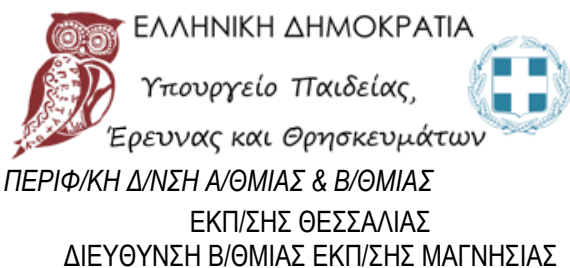 ΕΛΛΗΝΙΚΗ ΔΗΜΟΚΡΑΤΙΑ
Υπουργείο Παιδείας,
Έρευνας και Θρησκευμάτων
ΠΕΡΙΦ/ΚΗ Δ/ΝΣΗ Α/ΘΜΙΑΣ & Β/ΘΜΙΑΣ
ΕΚΠ/ΣΗΣ ΘΕΣΣΑΛΙΑΣ
ΔΙΕΥΘΥΝΣΗ Β/ΘΜΙΑΣ ΕΚΠ/ΣΗΣ ΜΑΓΝΗΣΙΑΣ